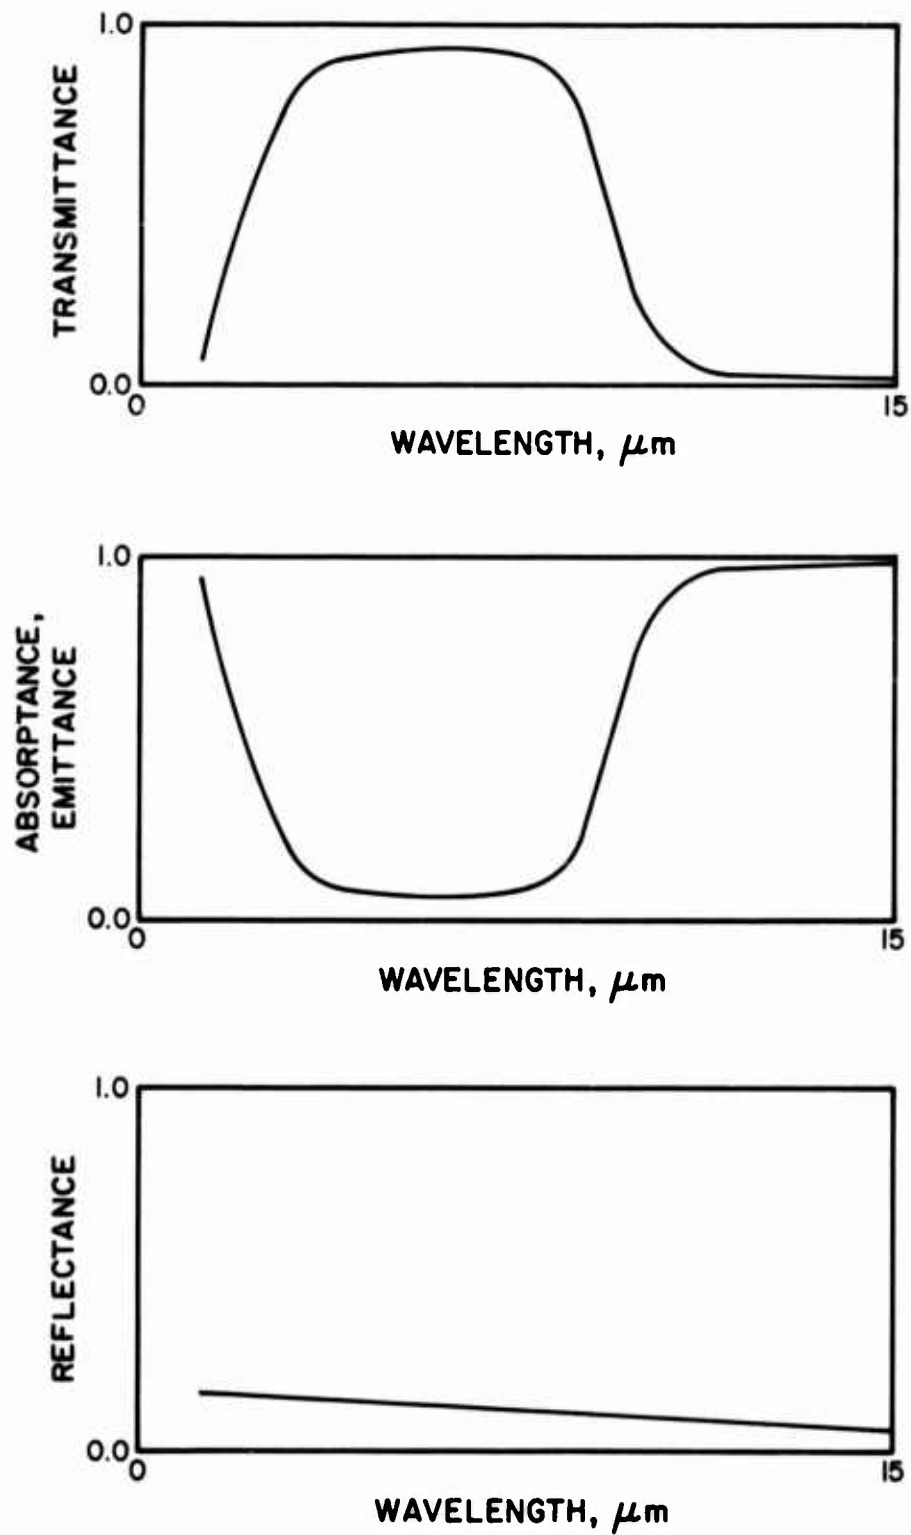 1.0
TRANSMITTANCE
0.0
0
15
WAVELENGTH, μm
1.0
ABSORPTANCE,
EMITTANCE
0.0
0
15
WAVELENGTH, μm
1.0
REFLECTANCE
0.0
0
15
WAVELENGTH, μm